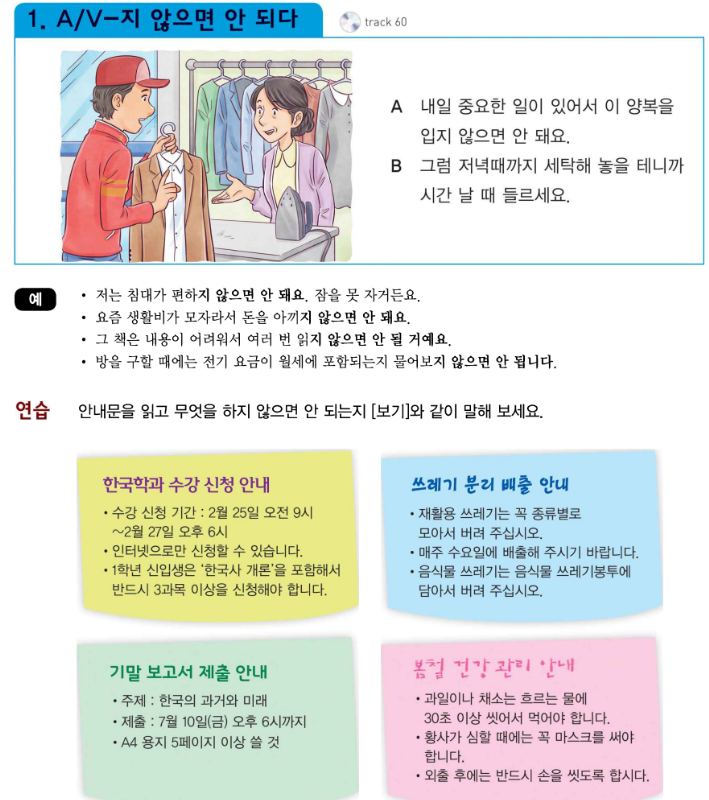 1. A/V-지 않으면 안 되다
track 60
A 내일 중요한 일이 있어서 이 양복을
입지 않으면 안 돼요.
B 그럼 저녁때까지 세탁해 놓을 테니까
시간 날 때 들르세요.
예
• 저는 침대가 편하지 않으면 안 돼요. 잠을 못 자거든요.
• 요즘 생활비가 모자라서 돈을 아끼지 않으면 안 돼요.
• 그 책은 내용이 어려워서 여러 번 읽지 않으면 안 될 거예요.
• 방을 구할 때에는 전기 요금이 월세에 포함되는지 물어보지 않으면 안 됩니다.
연습 안내문을 읽고 무엇을 하지 않으면 안 되는지 [보기]와 같이 말해 보세요.
한국학과 수강 신청 안내
• 수강 신청 기간 : 2월 25일 오전 9시
~2월 27일 오후 6시
• 인터넷으로만 신청할 수 있습니다.
• 1학년 신입생은 '한국사 개론'을 포함해서
반드시 3과목 이상을 신청해야 합니다.
쓰레기 분리 배출 안내
• 재활용 쓰레기는 꼭 종류별로
모아서 버려 주십시오.
• 매주 수요일에 배출해 주시기 바랍니다.
• 음식물 쓰레기는 음식물 쓰레기봉투에
담아서 버려 주십시오.
기말 보고서 제출 안내
• 주제 : 한국의 과거와 미래
• 제출 : 7월 10일(금) 오후 6시까지
• A4 용지 5페이지 이상 쓸 것
봄철 건강 관리 안내
• 과일이나 채소는 흐르는 물에
30초 이상 씻어서 먹어야 합니다.
• 황사가 심할 때에는 꼭 마스크를 써야
합니다.
• 외출 후에는 반드시 손을 씻도록 합시다.